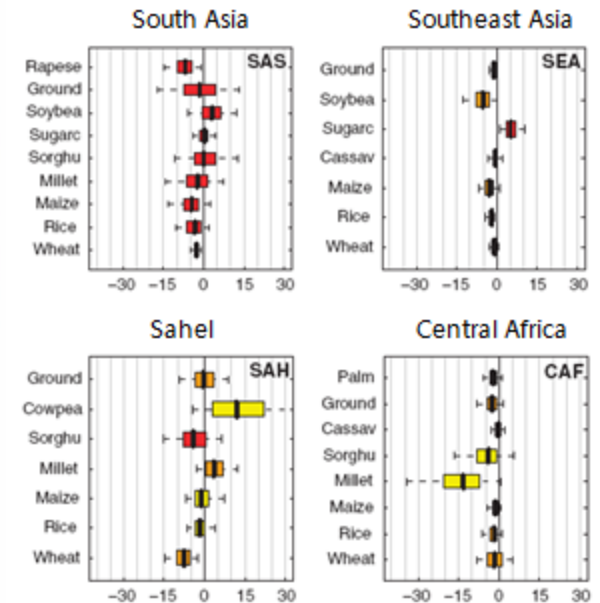 South Asia
SAS
Rapese
Ground
Soybea
Sugarc
Sorghu
Millet
Maize
Rice
Wheat
−30 −15 0 15 30
Southeast Asia
SEA
Ground
Soybea
Sugarc
Cassav
Maize
Rice
Wheat
−30 −15 0 15 30
Sahel
SAH
Ground
Cowpea
Sorghu
Millet
Maize
Rice
Wheat
−30 −15 0 15 30
Central Africa
CAF
Palm
Ground
Cassav
Sorghu
Millet
Maize
Rice
Wheat
−30 −15 0 15 30